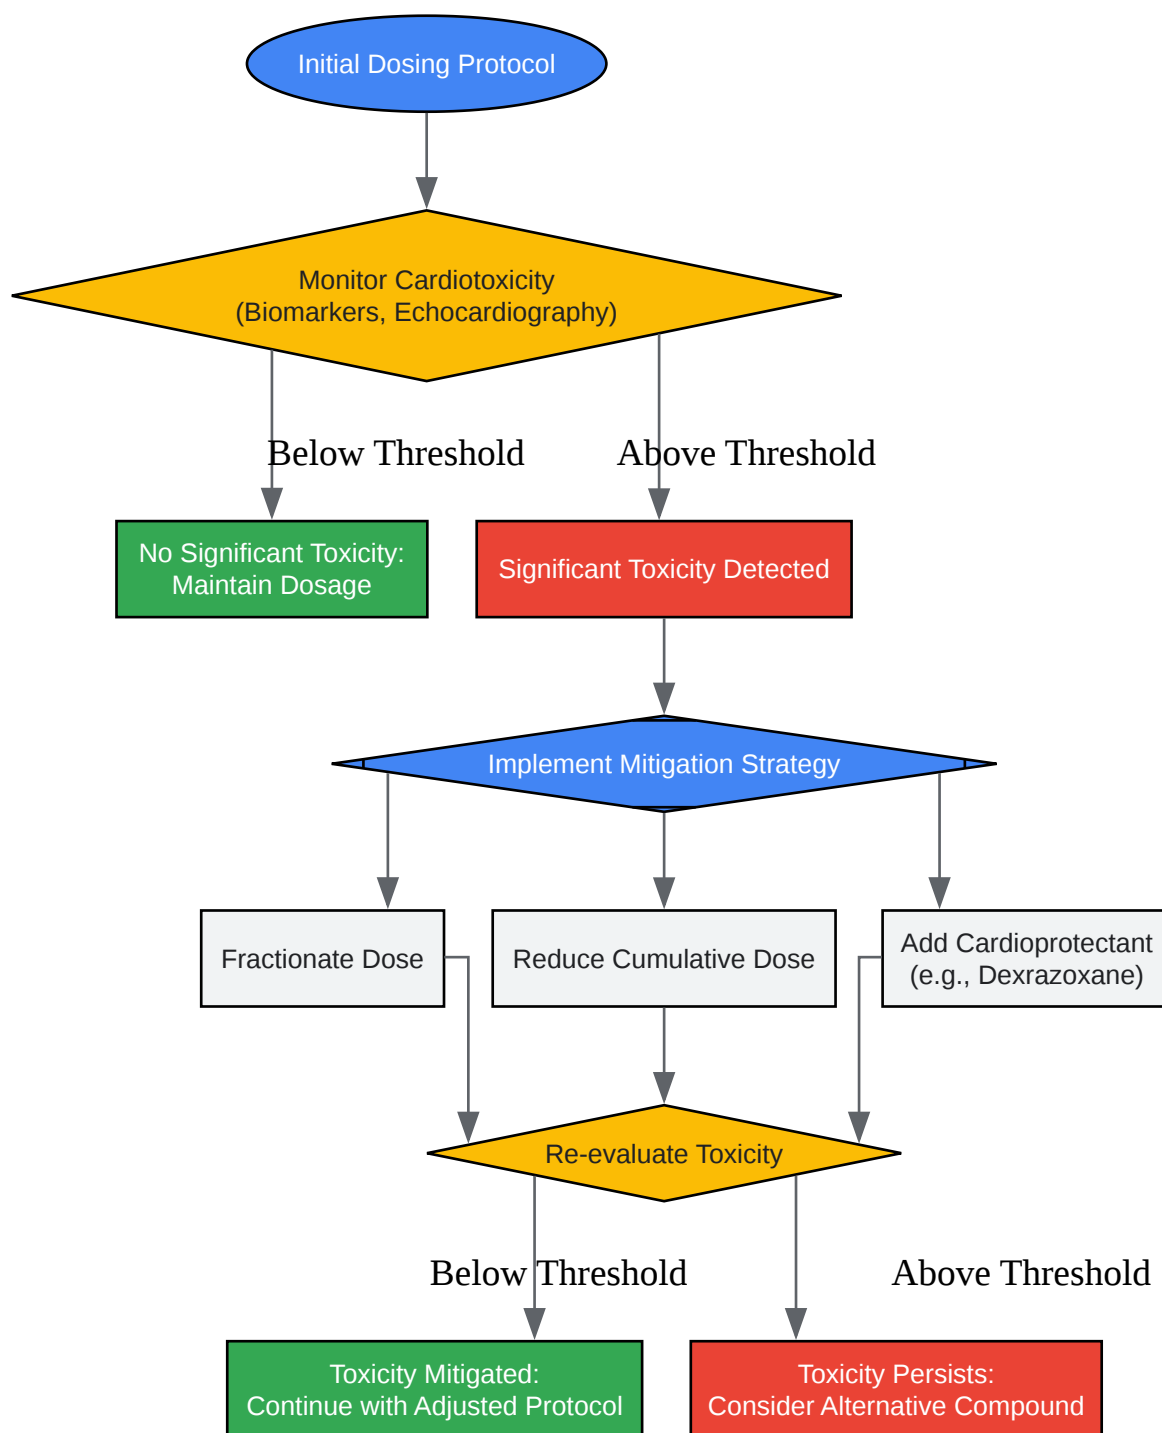 Initial Dosing Protocol
Monitor Cardiotoxicity
(Biomarkers, Echocardiography)
Below Threshold
Above Threshold
No Significant Toxicity:
Maintain Dosage
Significant Toxicity Detected
Implement Mitigation Strategy
Fractionate Dose
Reduce Cumulative Dose
Add Cardioprotectant
(e.g., Dexrazoxane)
Re-evaluate Toxicity
Below Threshold
Above Threshold
Toxicity Mitigated:
Continue with Adjusted Protocol
Toxicity Persists:
Consider Alternative Compound